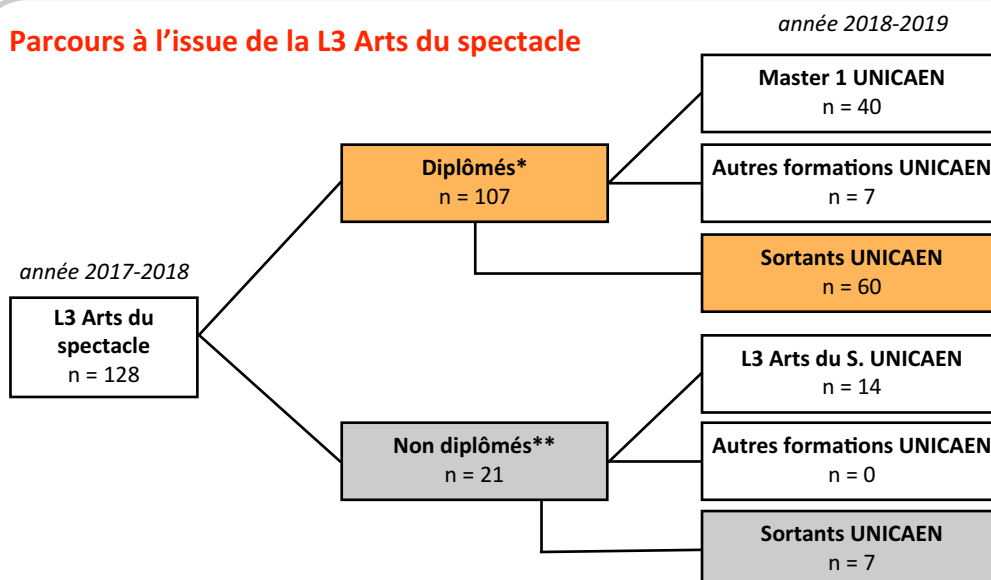 Parcours à l'issue de la L3 Arts du spectacle
année 2018-2019
Master 1 UNICAEN
n = 40
Diplômés*
n = 107
Autres formations UNICAEN
n = 7
Sortants UNICAEN
n = 60
année 2017-2018
L3 Arts du
spectacle
n = 128
L3 Arts du S. UNICAEN
n = 14
Non diplômés**
n = 21
Autres formations UNICAEN
n = 0
Sortants UNICAEN
n = 7